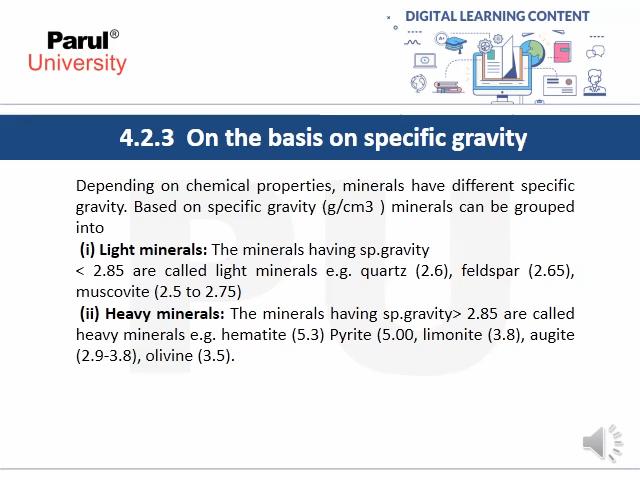 DIGITAL LEARNING CONTENT
Parul®
University
4.2.3 On the basis on specific gravity
Depending on chemical properties, minerals have different specific
gravity. Based on specific gravity (g/cm3 ) minerals can be grouped
into
(i) Light minerals: The minerals having sp.gravity
< 2.85 are called light minerals e.g. quartz (2.6), feldspar (2.65),
muscovite (2.5 to 2.75)
(ii) Heavy minerals: The minerals having sp.gravity> 2.85 are called
heavy minerals e.g. hematite (5.3) Pyrite (5.00, limonite (3.8), augite
(2.9-3.8), olivine (3.5).
PU